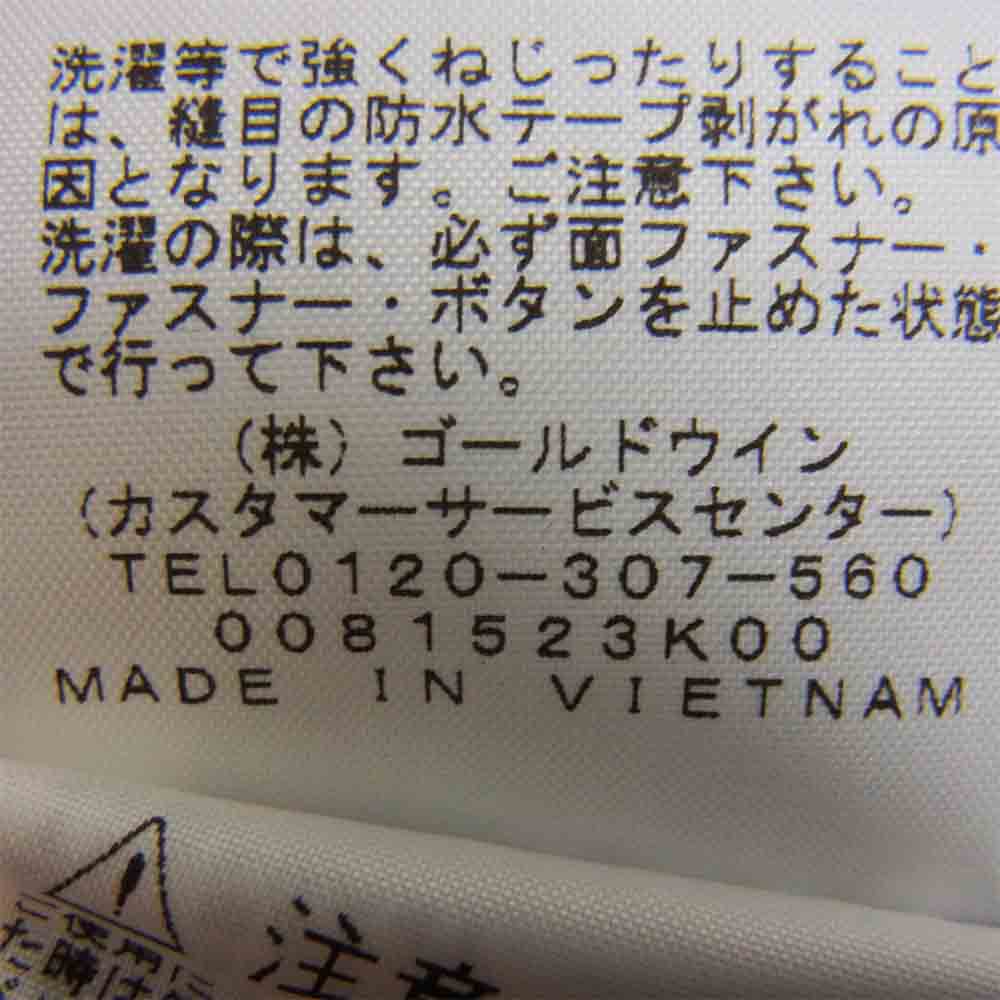 洗濯等で強くねじったりすること
は、縫目の防水テープ剥がれの原
因となります。ご注意下さい。
洗濯の際は、必ず面ファスナー・
ファスナー・ボタンを止めた状態
で行って下さい。
(株)ゴールドウイン
(カスタマーサービスセンター)
TEL0120-307-560
0081523K00
MADE IN VIETNAM
注意